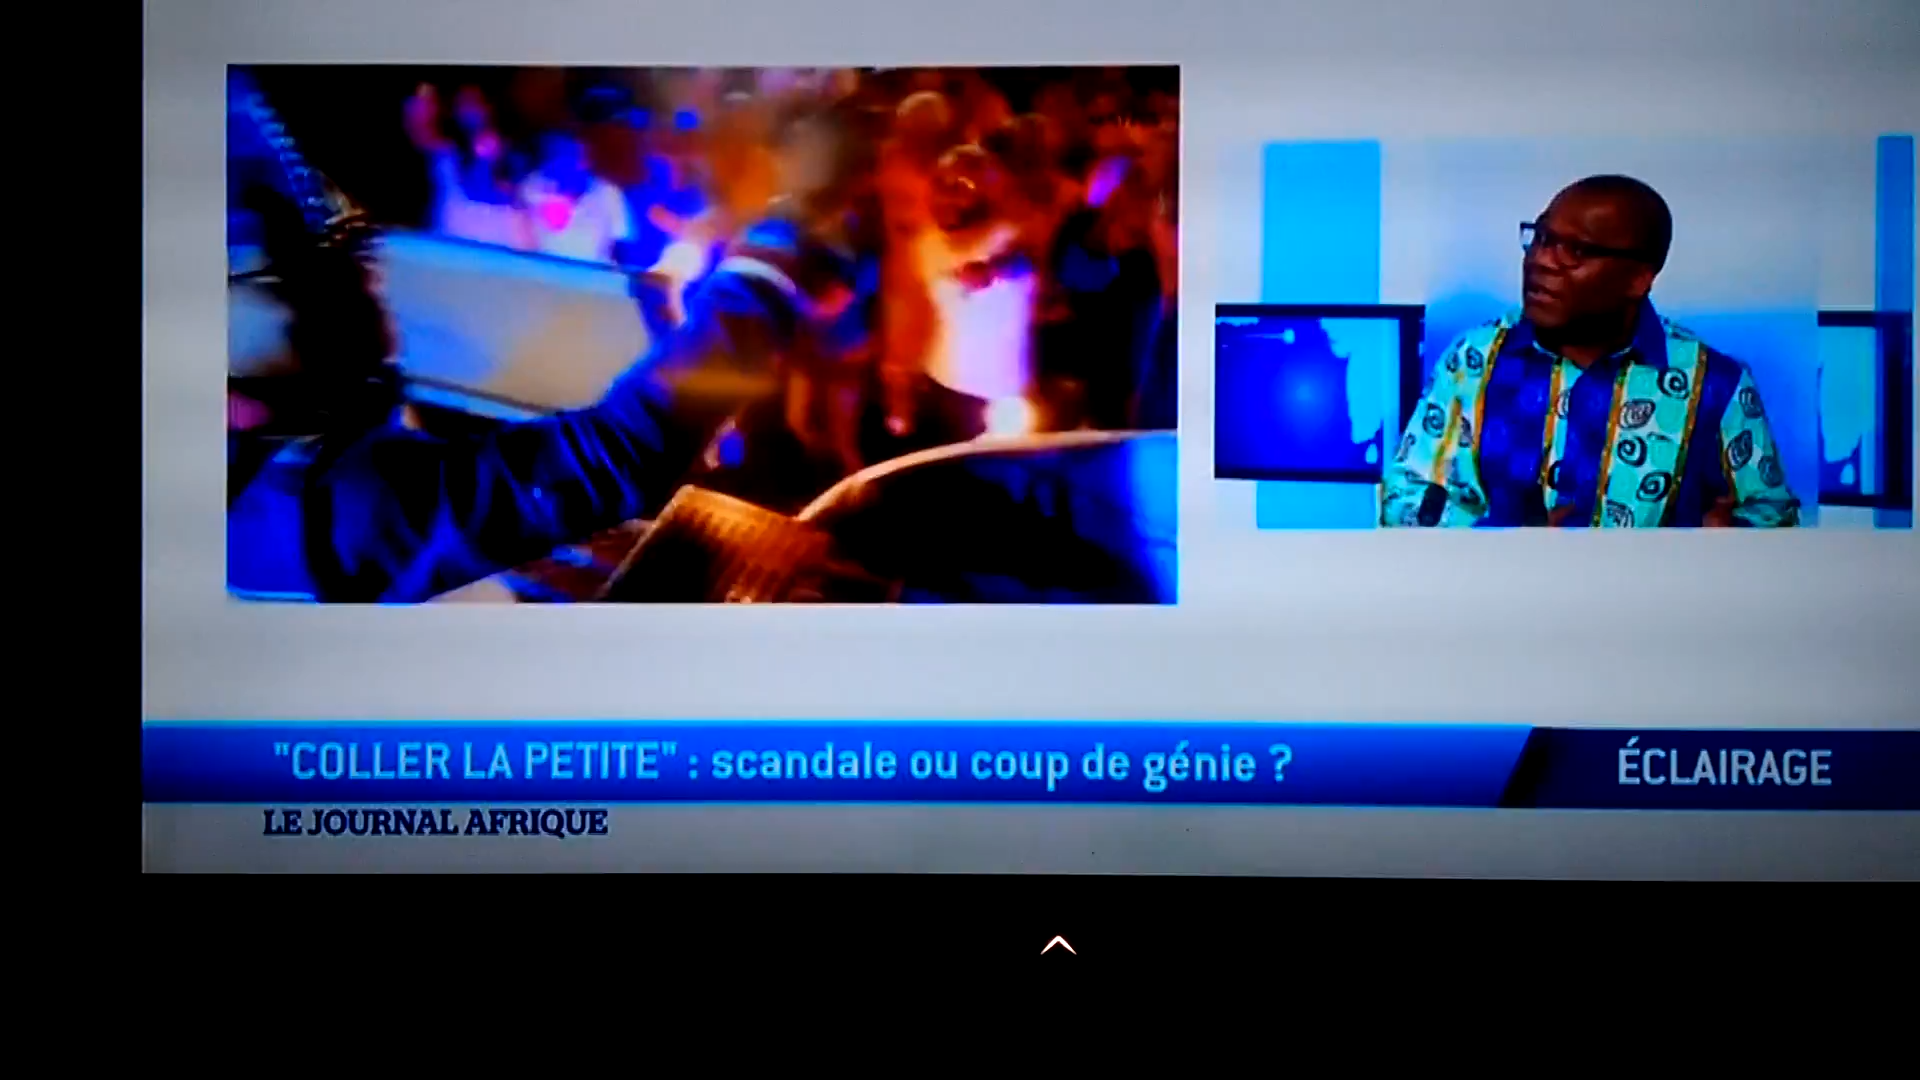 "COLLER LA PETITE" : scandale ou coup de génie ?
ÉCLAIRAGE
LE JOURNAL AFRIQUE